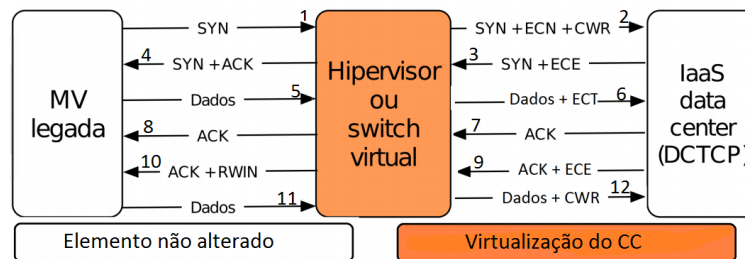 SYN
1
SYN+ECN+CWR
2
4
SYN+ACK
3
SYN+ECE
MV
legada
Hipervisor
ou
switch
virtual
IaaS
data
center
(DCTCP)
Dados
5
Dados + ECT
6
8
ACK
7
ACK
10
ACK + RWIN
9
ACK + ECE
Dados
11
Dados + CWR
12
Elemento não alterado
Virtualização do CC